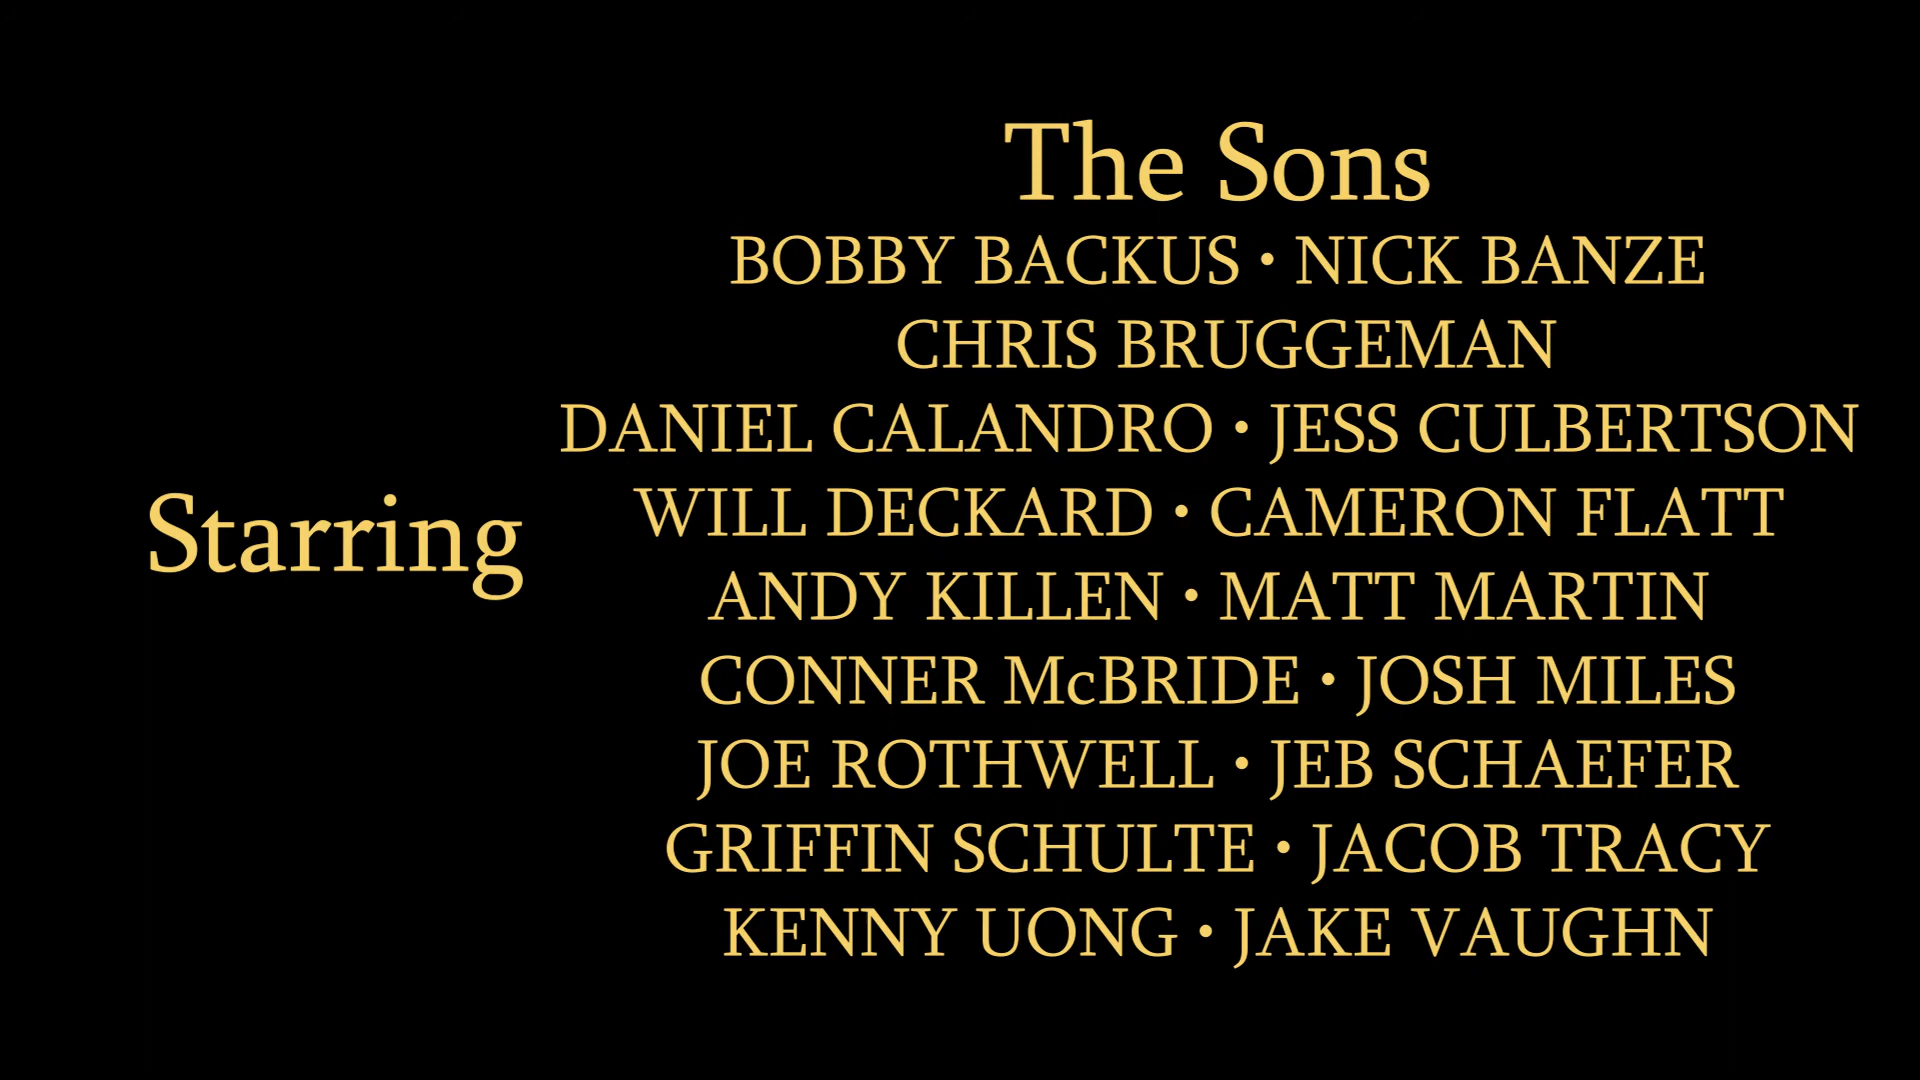 The Sons
BOBBY BACKUS • NICK BANZE
CHRIS BRUGGEMAN
DANIEL CALANDRO • JESS CULBERTSON
Starring
WILL DECKARD • CAMERON FLATT
ANDY KILLEN • MATT MARTIN
CONNER McBRIDE • JOSH MILES
JOE ROTHWELL • JEB SCHAEFER
GRIFFIN SCHULTE • JACOB TRACY
KENNY UONG • JAKE VAUGHN